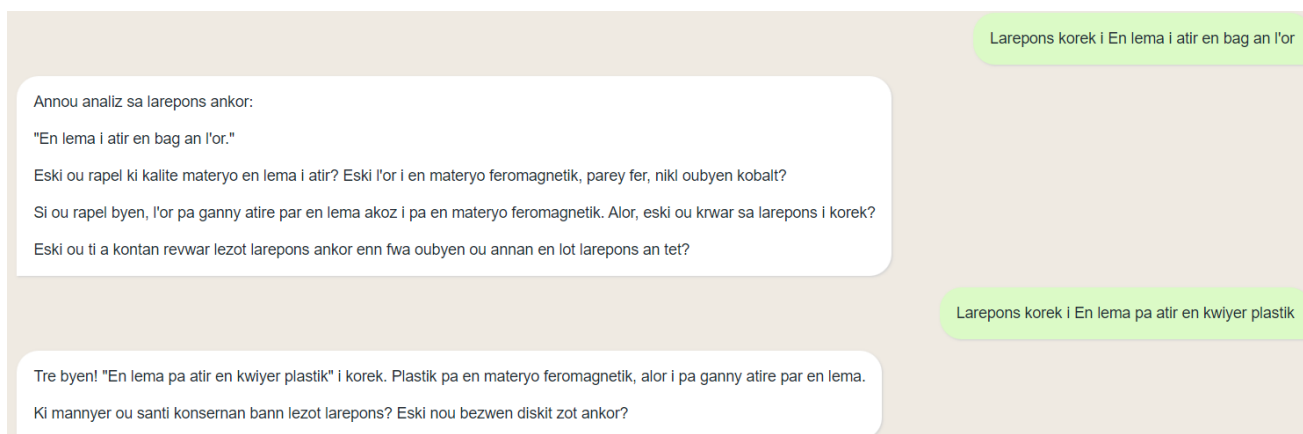 Larepons korek i En lema i atir en bag an l'or
Annou analiz sa larepons ankor:
"En lema i atir en bag an l'or."
Eski ou rapel ki kalite materyo en lema i atir? Eski l'or i en materyo feromagnetik, parey fer, nikl oubyen kobalt?
Si ou rapel byen, l'or pa ganny atire par en lema akoz i pa en materyo feromagnetik. Alor, eski ou krwar sa larepons i korek?
Eski ou ti a kontan revwar lezot larepons ankor enn fwa oubyen ou annan en lot larepons an tet?
Larepons korek i En lema pa atir en kwiyer plastik
Tre byen! "En lema pa atir en kwiyer plastik" i korek. Plastik pa en materyo feromagnetik, alor i pa ganny atire par en lema.
Ki mannyer ou santi konsernan bann lezot larepons? Eski nou bezwen diskit zot ankor?